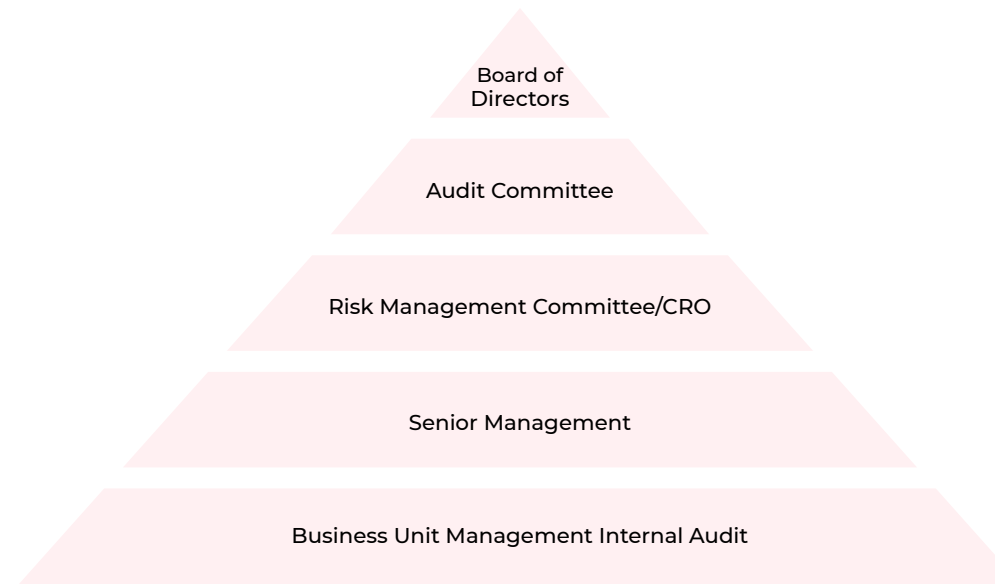 Board of
Directors
Audit Committee
Risk Management Committee/CRO
Senior Management
Business Unit Management Internal Audit